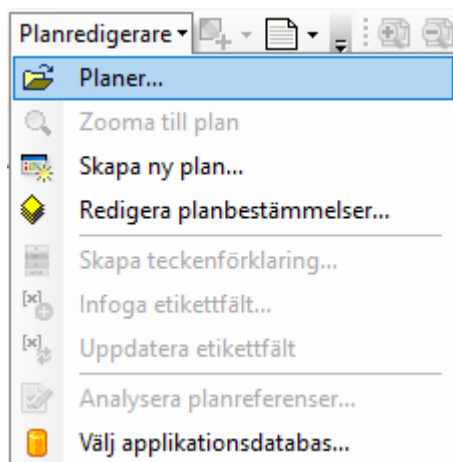 Planredigerare
Planer...
Zooma till plan
Skapa ny plan...
Redigera planbestämmelser...
Skapa teckenförklaring...
[x] Infoga etikettfält...
[x] Uppdatera etikettfält
Analysera planreferenser...
Välj applikationsdatabas...